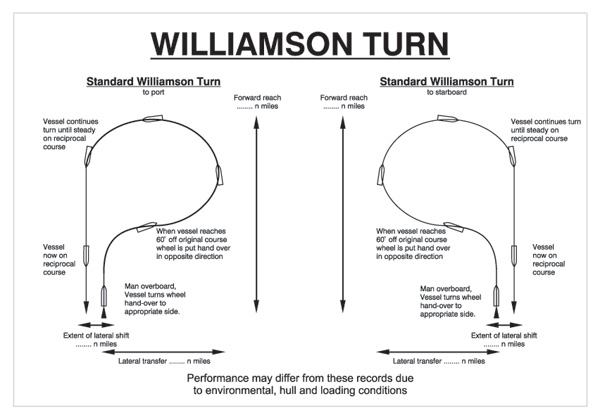 WILLIAMSON TURN
Standard Williamson Turn
to port
Forward reach
........ n miles
Vessel continues
turn until steady
on reciprocal
course
When vessel reaches
60' off original course
wheel is put hand over
in opposite direction
Vessel
now on
reciprocal
course
Man overboard,
Vessel turns wheel
hand-over to
appropriate side.
Extent of lateral shift
........ n miles
Lateral transfer ........ n miles
Standard Williamson Turn
to starboard
Forward reach
........ n miles
Vessel continues turn
until steady on
reciprocal course
When vessel reaches
60' off original course
wheel is put hand over
in opposite direction
Vessel
now on
reciprocal
course
Man overboard,
Vessel turns wheel
hand-over to
appropriate side.
Extent of lateral shift
........ n miles
Lateral transfer ........ n miles
Performance may differ from these records due
to environmental, hull and loading conditions